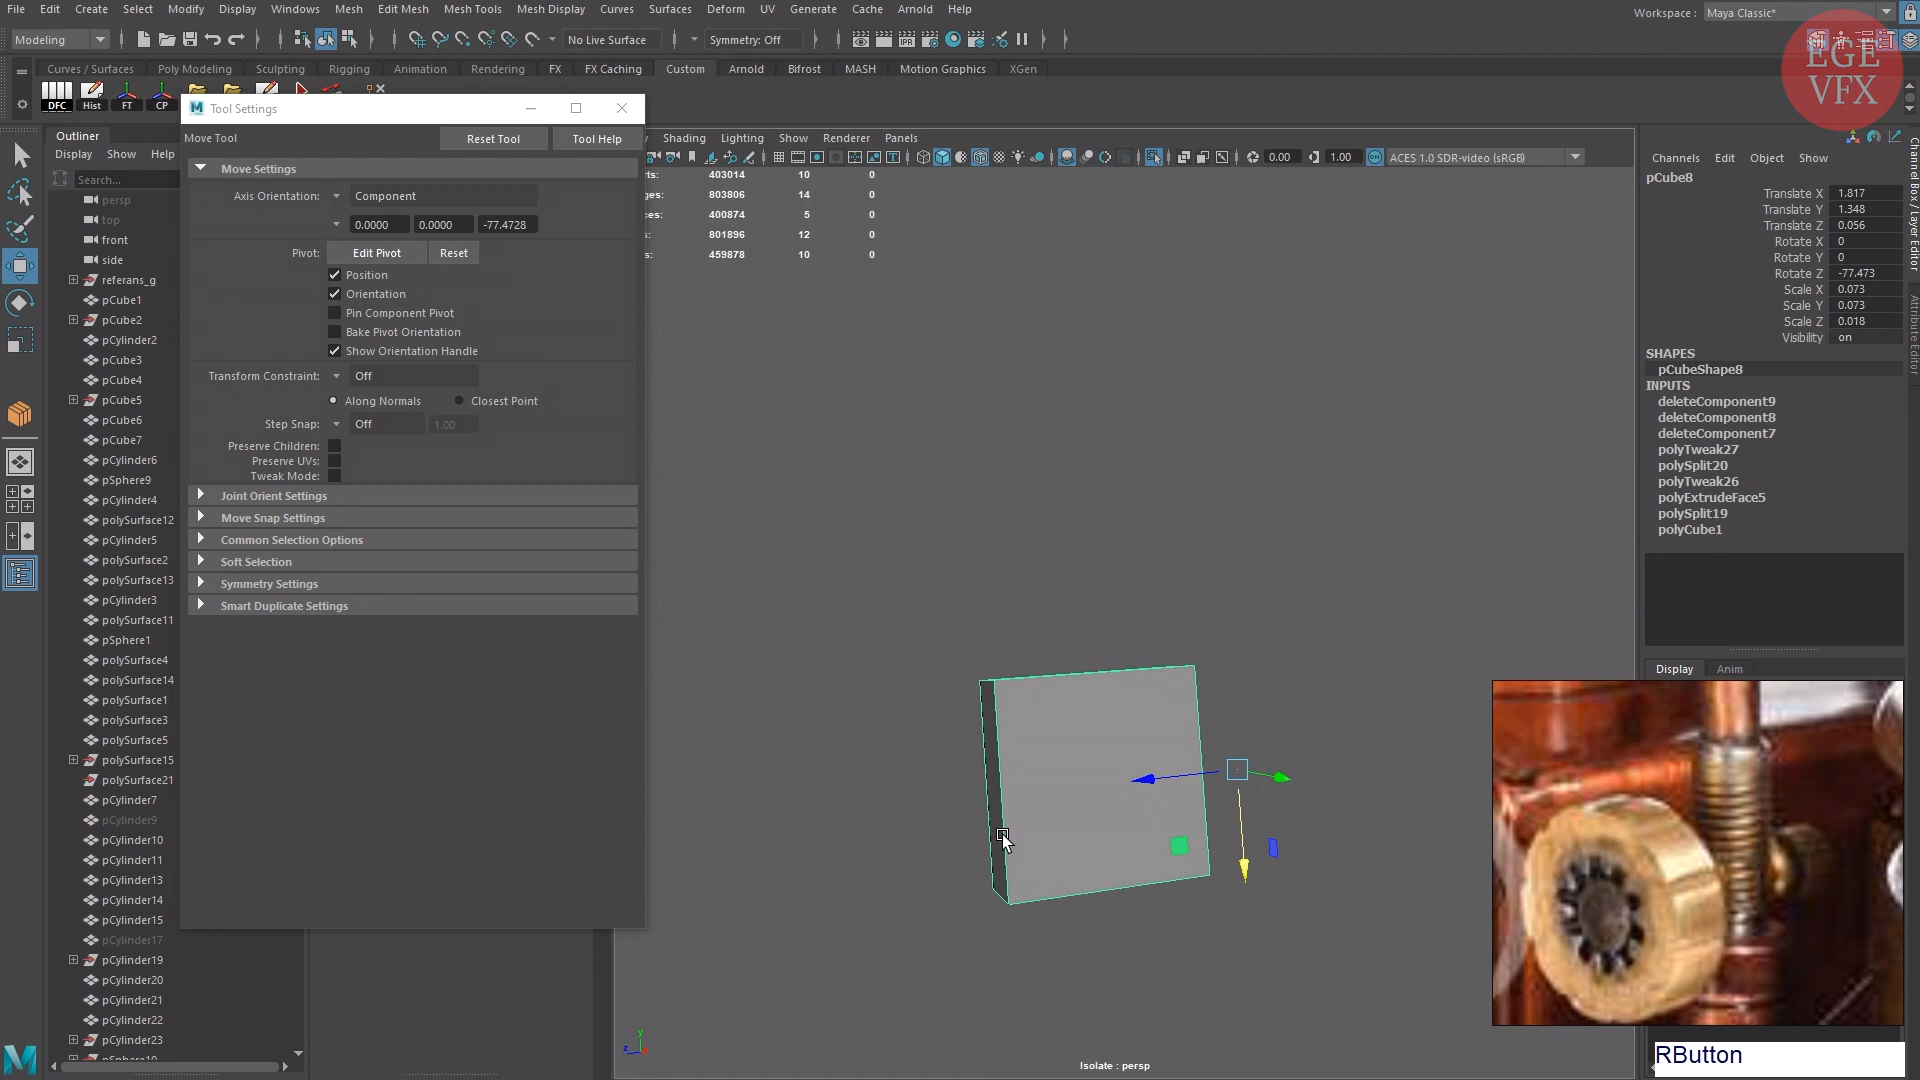 File Edit Create Select Modify Display Windows Mesh Edit Mesh Mesh Tools Mesh Display Curves Surfaces Deform UV Generate Cache Arnold Help
Workspace : Maya Classic*
Modeling No Live Surface Symmetry: Off
EGE
VFX
Curves / Surfaces Poly Modeling Sculpting Rigging Animation Rendering FX FX Caching Custom Arnold Bifrost MASH Motion Graphics XGen
DFC Hist FT CP
Tool Settings
Move Tool
Reset Tool
Tool Help
Move Settings
Axis Orientation: Component
0.0000 0.0000 -77.4728
Pivot: Edit Pivot Reset
Position
Orientation
Pin Component Pivot
Bake Pivot Orientation
Show Orientation Handle
Transform Constraint: Off
Along Normals Closest Point
Step Snap: Off 1.00
Preserve Children:
Preserve UVs:
Tweak Mode:
Joint Orient Settings
Move Snap Settings
Common Selection Options
Soft Selection
Symmetry Settings
Smart Duplicate Settings
Outliner
Display Show Help
Search...
persp
top
front
side
referans_g
pCube1
pCube2
pCylinder2
pCube3
pCube4
pCube5
pCube6
pCube7
pCylinder6
pSphere9
pCylinder4
polySurface12
pCylinder5
polySurface2
polySurface13
pCylinder3
polySurface11
pSphere1
polySurface4
polySurface14
polySurface1
polySurface3
polySurface5
polySurface15
polySurface21
pCylinder7
pCylinder9
pCylinder10
pCylinder11
pCylinder13
pCylinder14
pCylinder15
pCylinder17
pCylinder19
pCylinder20
pCylinder21
pCylinder22
pCylinder23
pSphere10
Shading Lighting Show Renderer Panels
0.00 1.00 ACES 1.0 SDR-video (sRGB)
403014 10 0
803806 14 0
400874 5 0
801896 12 0
459878 10 0
Isolate : persp
y
z
Channels Edit Object Show
pCube8
Translate X 1.817
Translate Y 1.348
Translate Z 0.056
Rotate X 0
Rotate Y 0
Rotate Z -77.473
Scale X 0.073
Scale Y 0.073
Scale Z 0.018
Visibility on
SHAPES
pCubeShape8
INPUTS
deleteComponent9
deleteComponent8
deleteComponent7
polyTweak27
polySplit20
polyTweak26
polyExtrudeFace5
polySplit19
polyCube1
Display Anim
Channel Box / Layer Editor
Attribute Editor
RButton